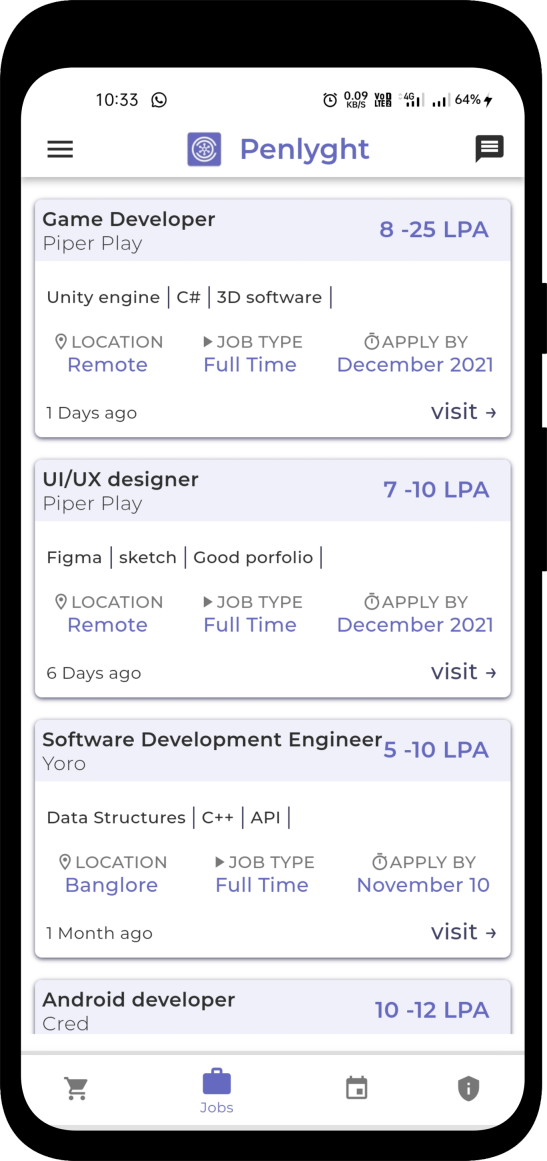 10:33 0.09 KB/S VoD LTE 4G 64%
Penlyght
Game Developer
Piper Play
8 -25 LPA
Unity engine | C# | 3D software |
LOCATION JOB TYPE APPLY BY
Remote Full Time December 2021
1 Days ago visit →
UI/UX designer
Piper Play
7 -10 LPA
Figma | sketch | Good porfolio |
LOCATION JOB TYPE APPLY BY
Remote Full Time December 2021
6 Days ago visit →
Software Development Engineer
Yoro
5 -10 LPA
Data Structures | C++ | API |
LOCATION JOB TYPE APPLY BY
Banglore Full Time November 10
1 Month ago visit →
Android developer
Cred
10 -12 LPA
Jobs